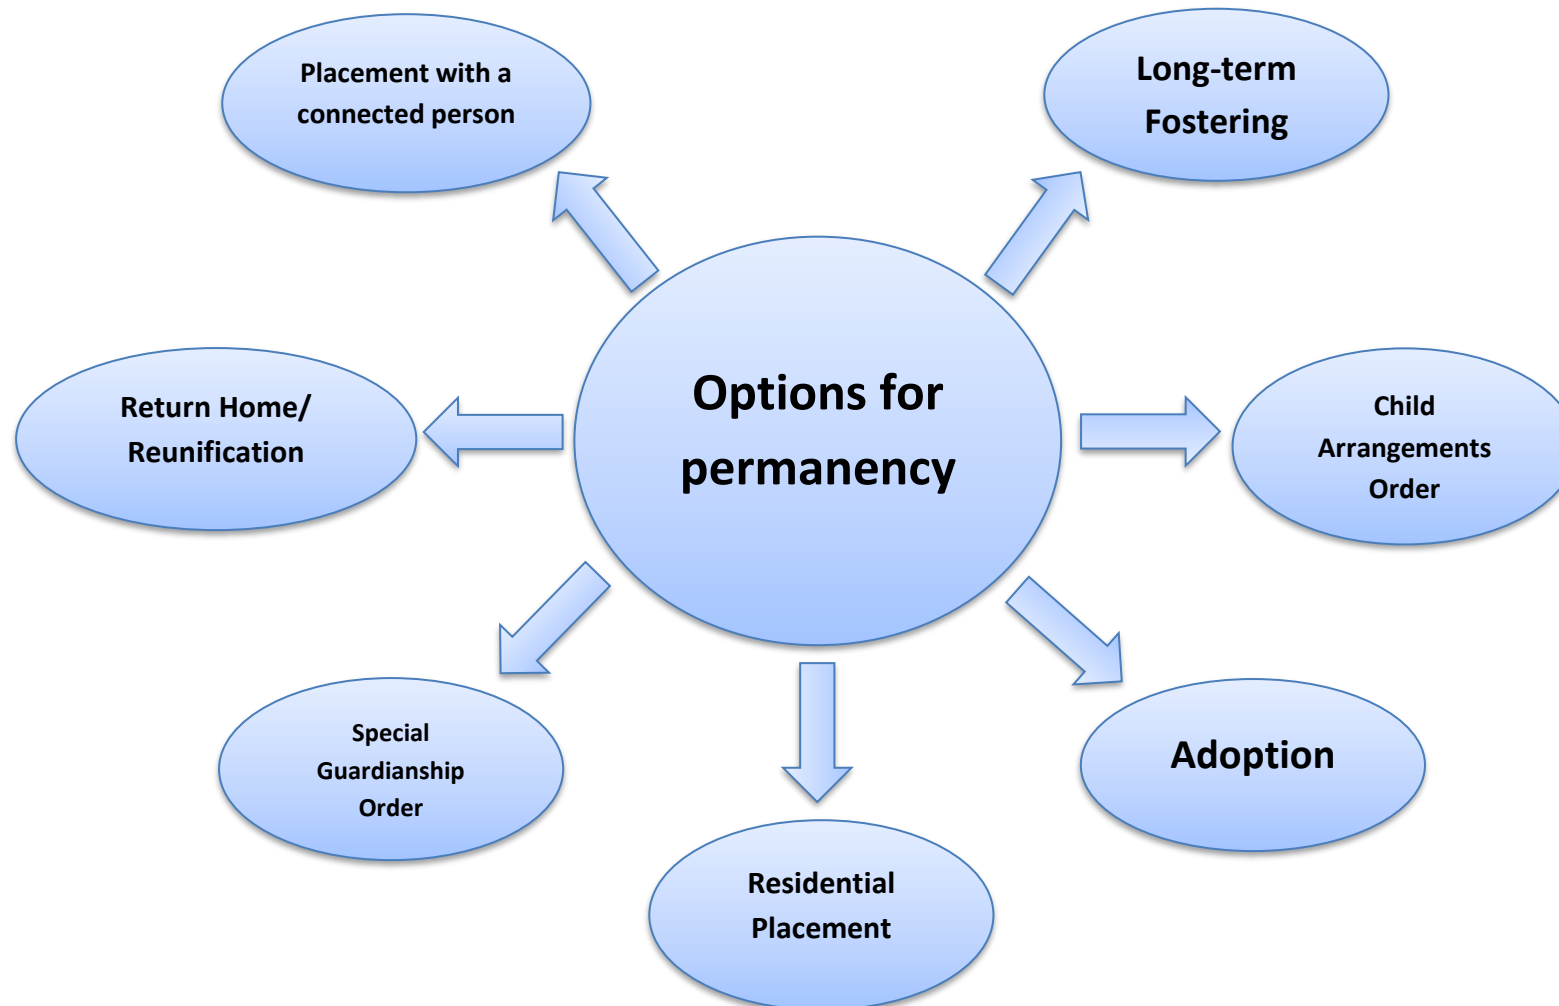 Placement with a
connected person
Long-term
Fostering
Options for
permanency
Return Home/
Reunification
Child
Arrangements
Order
Special
Guardianship
Order
Adoption
Residential
Placement